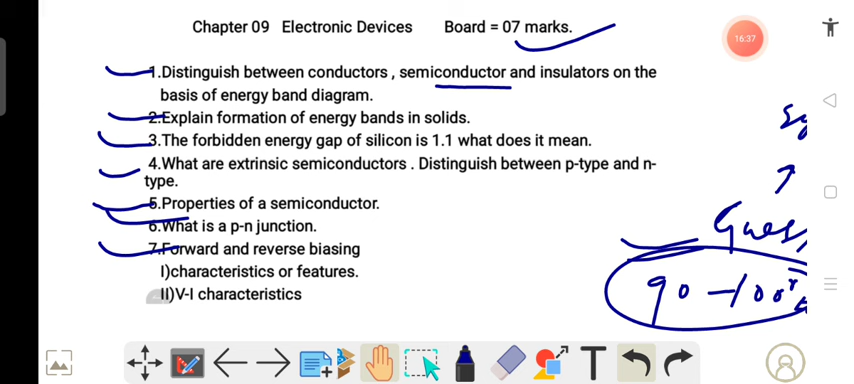 Chapter 09 Electronic Devices Board = 07 marks.
16:37
1.Distinguish between conductors , semiconductor and insulators on the
basis of energy band diagram.
2.Explain formation of energy bands in solids.
3.The forbidden energy gap of silicon is 1.1 what does it mean.
4.What are extrinsic semiconductors . Distinguish between p-type and n-
type.
5.Properties of a semiconductor.
6.What is a p-n junction.
Gues
7.Forward and reverse biasing
I)characteristics or features.
90-100
II)V-I characteristics
T